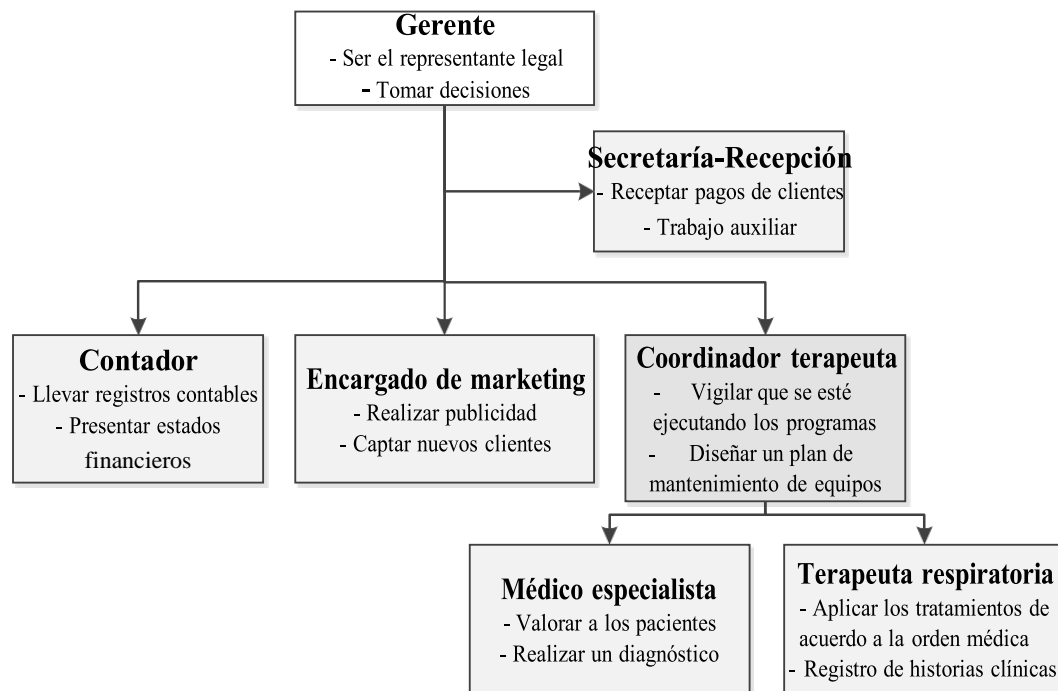 Gerente
- Ser el representante legal
- Tomar decisiones
Secretaría-Recepción
- Receptar pagos de clientes
- Trabajo auxiliar
Contador
- Llevar registros contables
- Presentar estados
financieros
Encargado de marketing
- Realizar publicidad
- Captar nuevos clientes
Coordinador terapeuta
- Vigilar que se esté
ejecutando los programas
- Diseñar un plan de
mantenimiento de equipos
Médico especialista
- Valorar a los pacientes
- Realizar un diagnóstico
Terapeuta respiratoria
- Aplicar los tratamientos de
acuerdo a la orden médica
- Registro de historias clínicas